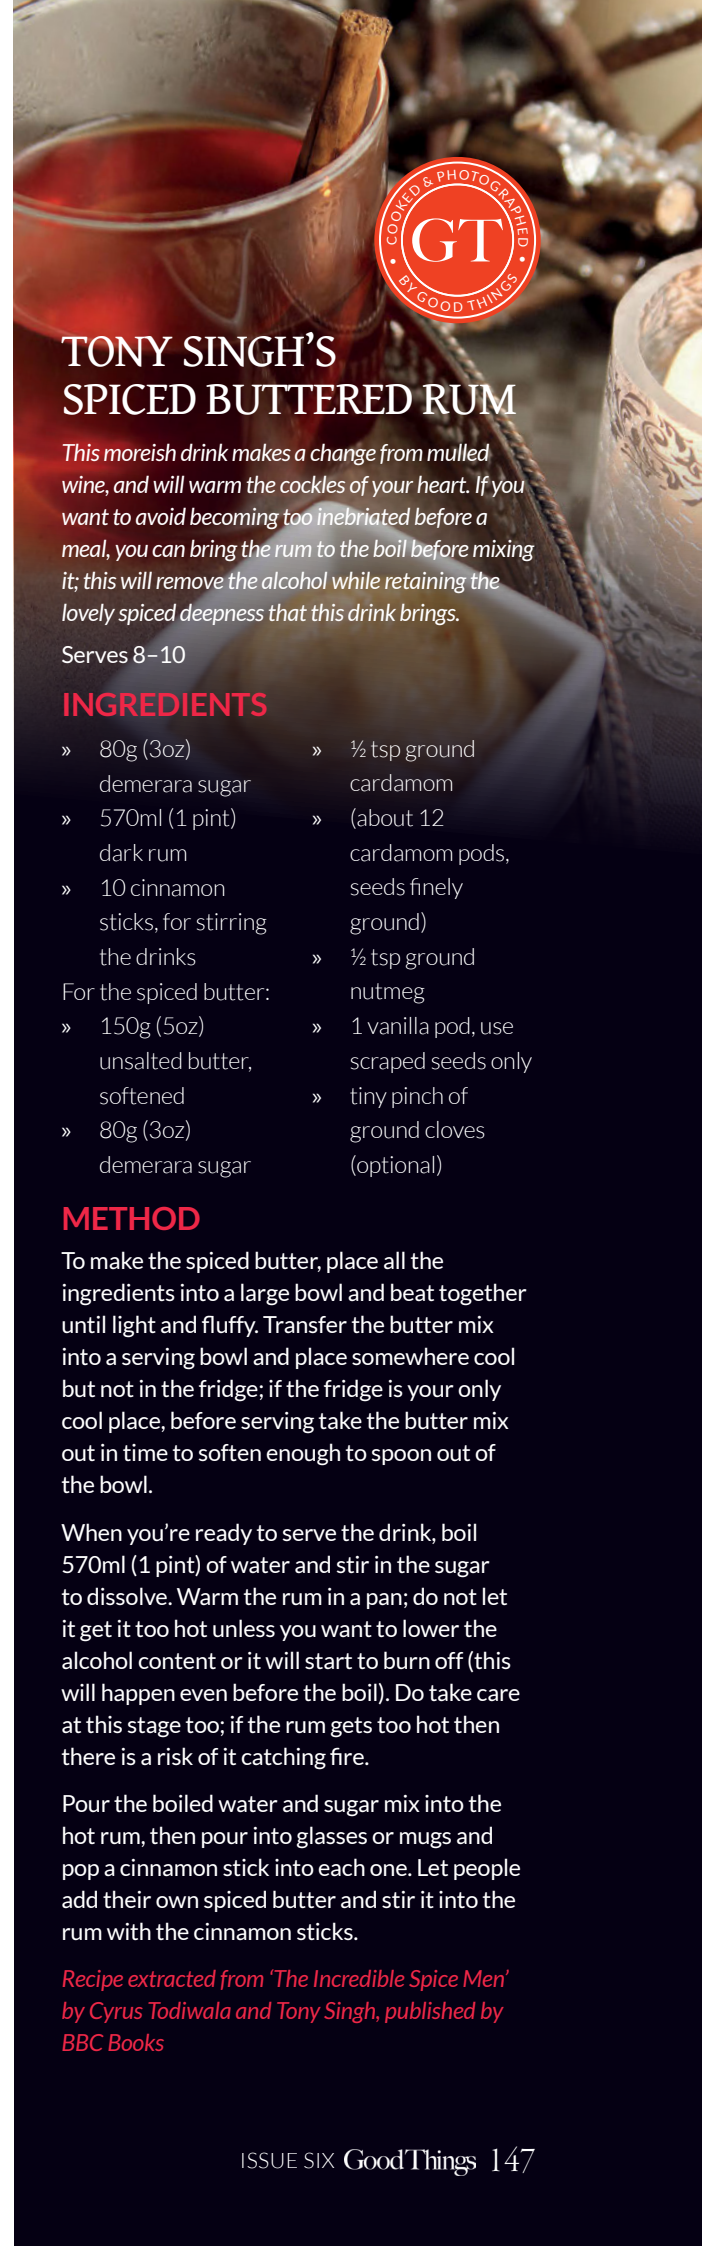 COOKED & PHOTOGRAPHED
GT
BY GOOD THINGS
TONY SINGH’S
SPICED BUTTERED RUM
This moreish drink makes a change from mulled
wine, and will warm the cockles of your heart. If you
want to avoid becoming too inebriated before a
meal, you can bring the rum to the boil before mixing
it; this will remove the alcohol while retaining the
lovely spiced deepness that this drink brings.
Serves 8–10
INGREDIENTS
» 80g (3oz)
demerara sugar
» 570ml (1 pint)
dark rum
» 10 cinnamon
sticks, for stirring
the drinks
For the spiced butter:
» 150g (5oz)
unsalted butter,
softened
» 80g (3oz)
demerara sugar
» ½ tsp ground
cardamom
» (about 12
cardamom pods,
seeds finely
ground)
» ½ tsp ground
nutmeg
» 1 vanilla pod, use
scraped seeds only
» tiny pinch of
ground cloves
(optional)
METHOD
To make the spiced butter, place all the
ingredients into a large bowl and beat together
until light and fluffy. Transfer the butter mix
into a serving bowl and place somewhere cool
but not in the fridge; if the fridge is your only
cool place, before serving take the butter mix
out in time to soften enough to spoon out of
the bowl.
When you’re ready to serve the drink, boil
570ml (1 pint) of water and stir in the sugar
to dissolve. Warm the rum in a pan; do not let
it get it too hot unless you want to lower the
alcohol content or it will start to burn off (this
will happen even before the boil). Do take care
at this stage too; if the rum gets too hot then
there is a risk of it catching fire.
Pour the boiled water and sugar mix into the
hot rum, then pour into glasses or mugs and
pop a cinnamon stick into each one. Let people
add their own spiced butter and stir it into the
rum with the cinnamon sticks.
Recipe extracted from ‘The Incredible Spice Men’
by Cyrus Todiwala and Tony Singh, published by
BBC Books
ISSUE SIX GoodThings 147